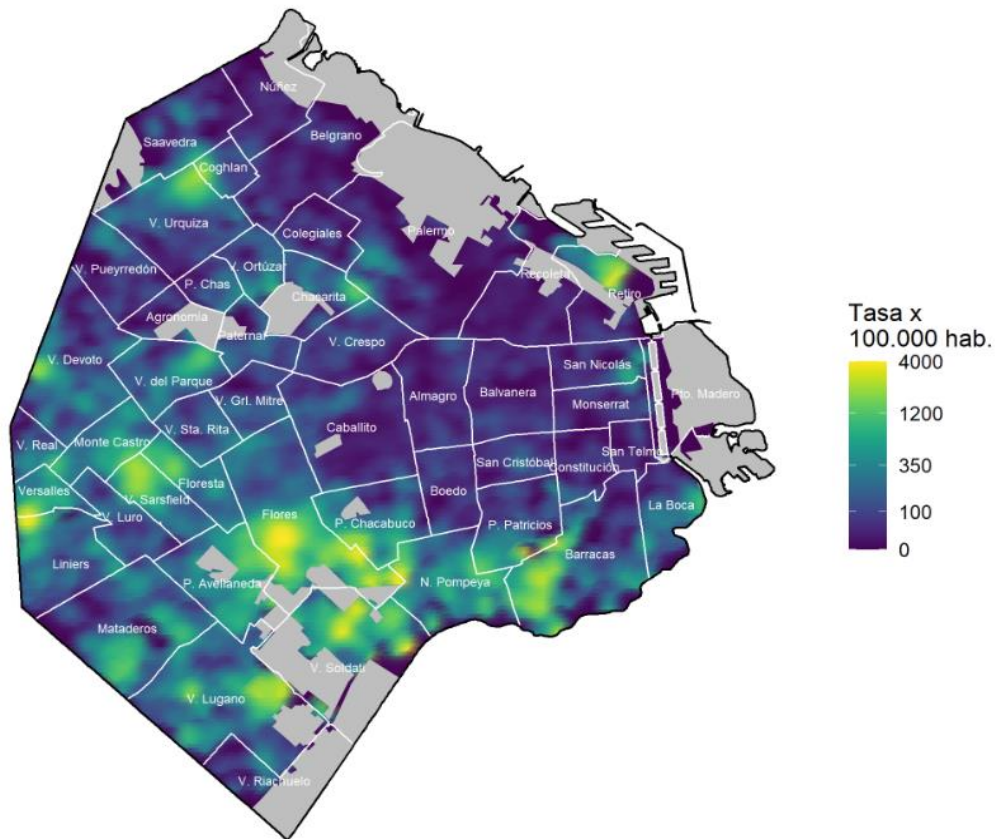 Núñez
Belgrano
Saavedra
Coghlan
V. Urquiza
Colegiales
Palermo
V. Pueyrredón
V. Ortúzar
P. Chas
Chacarita
Recoleta
Retiro
Agronomía
Paternal
V. Crespo
V. Devoto
V. del Parque
San Nicolás
Almagro
Balvanera
Pto. Madero
V. Grl. Mitre
Monserrat
V. Real
Monte Castro
V. Sta. Rita
Caballito
San Telmo
San Cristóbal
Constitución
Versalles
V. Sarsfield
Floresta
Boedo
V. Luro
Flores
P. Chacabuco
P. Patricios
La Boca
Liniers
P. Avellaneda
N. Pompeya
Barracas
Mataderos
V. Soldati
V. Lugano
V. Riachuelo
Tasa x
100.000 hab.
4000
1200
350
100
0